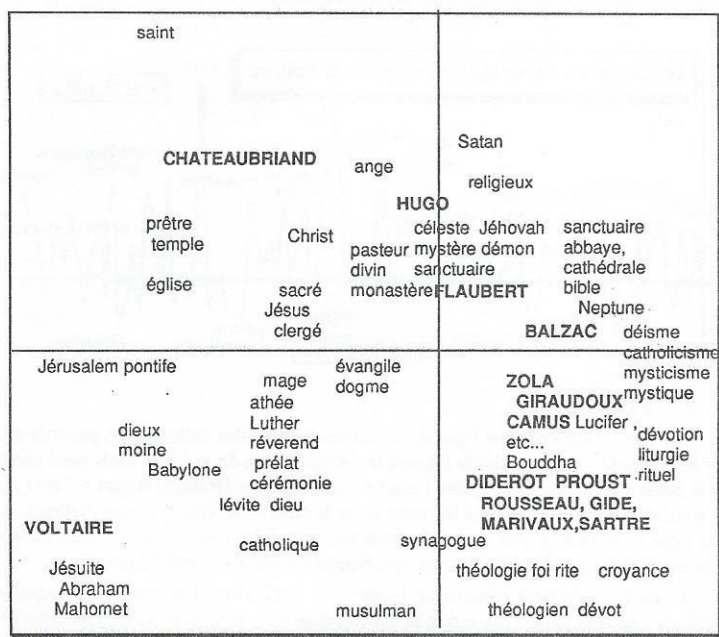 saint
Satan
CHATEAUBRIAND
ange
religieux
HUGO
prêtre
céleste Jéhovah sanctuaire
temple
Christ
pasteur mystère démon abbaye,
divin sanctuaire cathédrale
église
sacré
monastère FLAUBERT bible
Jésus
Neptune
clergé
BALZAC déisme
catholicisme
Jérusalem pontife
évangile
mysticisme
mage
dogme
ZOLA
mystique
athée
GIRAUDOUX
Luther
CAMUS Lucifer ,
dieux
dévotion
moine
révérend
etc...
liturgie
Babylone
prélat
Bouddha
rituel
cérémonie
DIDEROT PROUST
lévite dieu
ROUSSEAU, GIDE,
VOLTAIRE
MARIVAUX,SARTRE
catholique
synagogue
Jésuite
théologie foi rite croyance
Abraham
Mahomet
musulman
théologien dévot